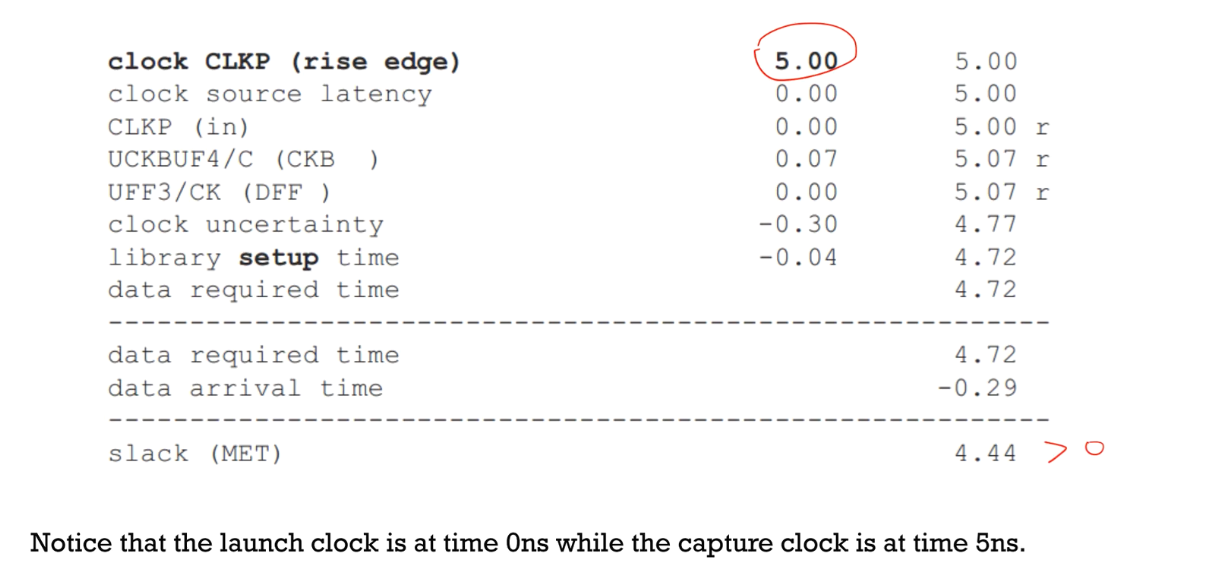 clock CLKP (rise edge) 5.00 5.00
clock source latency 0.00 5.00
CLKP (in) 0.00 5.00 r
UCKBUF4/C (CKB ) 0.07 5.07 r
UFF3/CK (DFF ) 0.00 5.07 r
clock uncertainty -0.30 4.77
library setup time -0.04 4.72
data required time 4.72
------------------------------------------------------------
data required time 4.72
data arrival time -0.29
------------------------------------------------------------
slack (MET) 4.44 > 0
Notice that the launch clock is at time 0ns while the capture clock is at time 5ns.